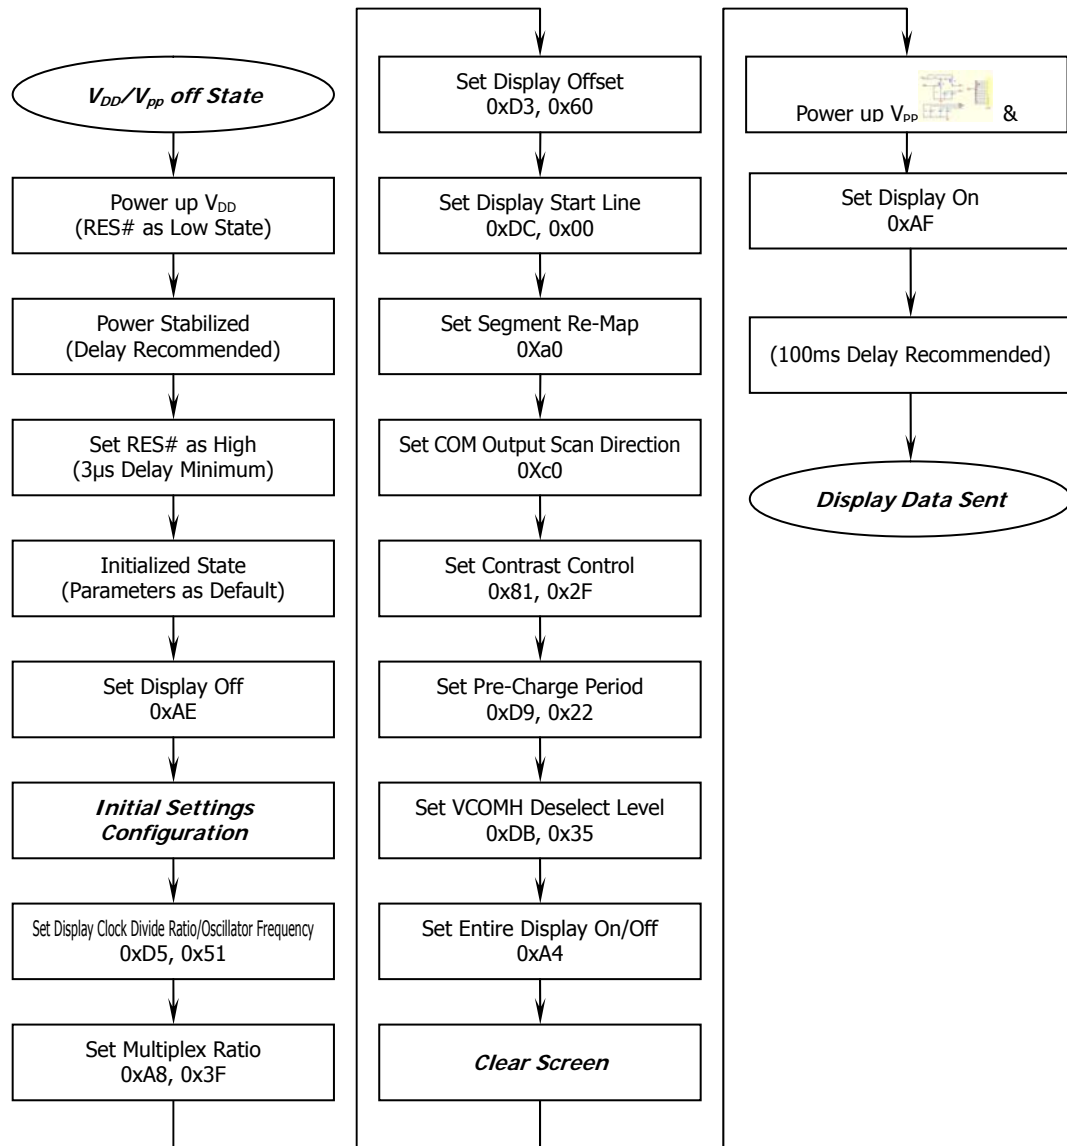 V_DD/V_pp off State
Power up V_DD
(RES# as Low State)
Power Stabilized
(Delay Recommended)
Set RES# as High
(3μs Delay Minimum)
Initialized State
(Parameters as Default)
Set Display Off
0xAE
Initial Settings
Configuration
Set Display Clock Divide Ratio/Oscillator Frequency
0xD5, 0x51
Set Multiplex Ratio
0xA8, 0x3F
Set Display Offset
0xD3, 0x60
Set Display Start Line
0xDC, 0x00
Set Segment Re-Map
0Xa0
Set COM Output Scan Direction
0Xc0
Set Contrast Control
0x81, 0x2F
Set Pre-Charge Period
0xD9, 0x22
Set VCOMH Deselect Level
0xDB, 0x35
Set Entire Display On/Off
0xA4
Clear Screen
Power up V_PP &
Set Display On
0xAF
(100ms Delay Recommended)
Display Data Sent